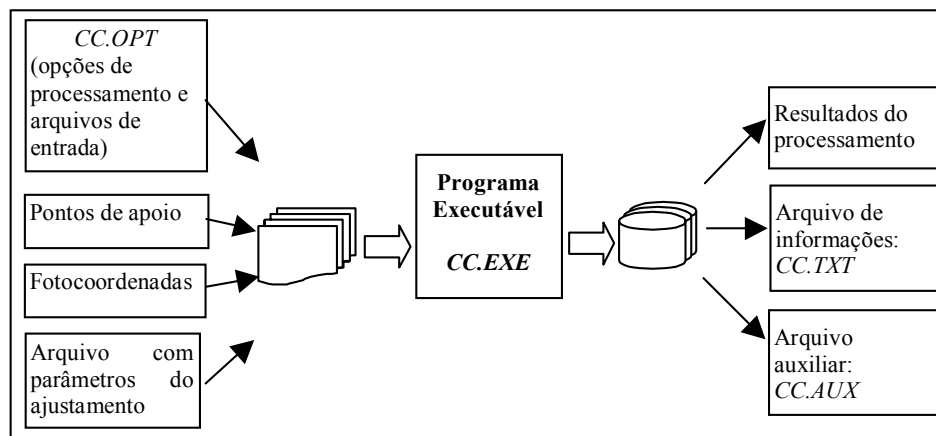 CC.OPT
(opções de
processamento e
arquivos de
entrada)
Pontos de apoio
Fotocoordenadas
Arquivo com
parâmetros do
ajustamento
Programa
Executável
CC.EXE
Resultados do
processamento
Arquivo de
informações:
CC.TXT
Arquivo
auxiliar:
CC.AUX